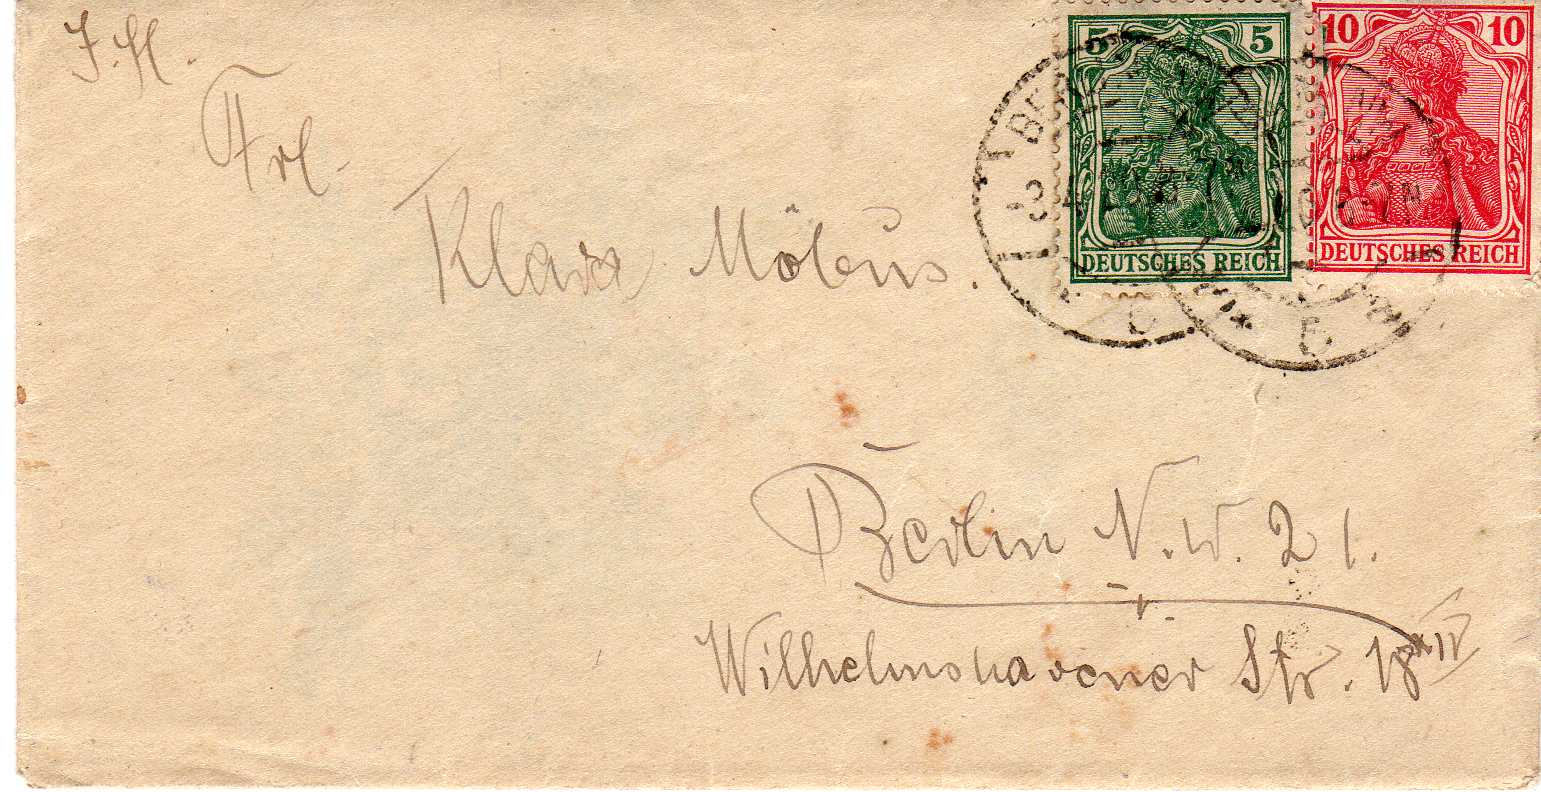 J. H.
5 5
10 10
DEUTSCHES REICH
DEUTSCHES REICH
Frl.
Klara Möbus.
Berlin N.W. 21.
Wilhelmshavener Str. 18 IV